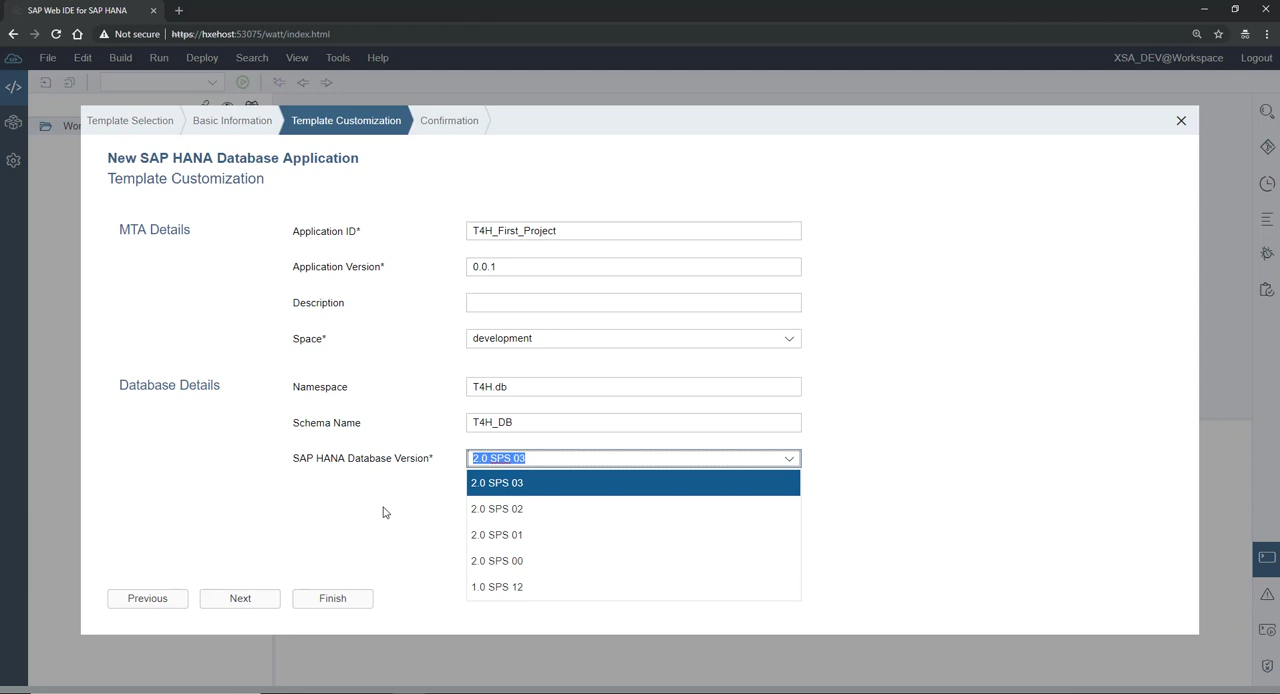 SAP Web IDE for SAP HANA
Not secure | https://hxehost:53075/watt/index.html
File Edit Build Run Deploy Search View Tools Help
XSA_DEV@Workspace Logout
Template Selection Basic Information Template Customization Confirmation
New SAP HANA Database Application
Template Customization
MTA Details
Application ID* T4H_First_Project
Application Version* 0.0.1
Description
Space* development
Database Details
Namespace T4H.db
Schema Name T4H_DB
SAP HANA Database Version* 2.0 SPS 03
2.0 SPS 03
2.0 SPS 02
2.0 SPS 01
2.0 SPS 00
1.0 SPS 12
Previous Next Finish